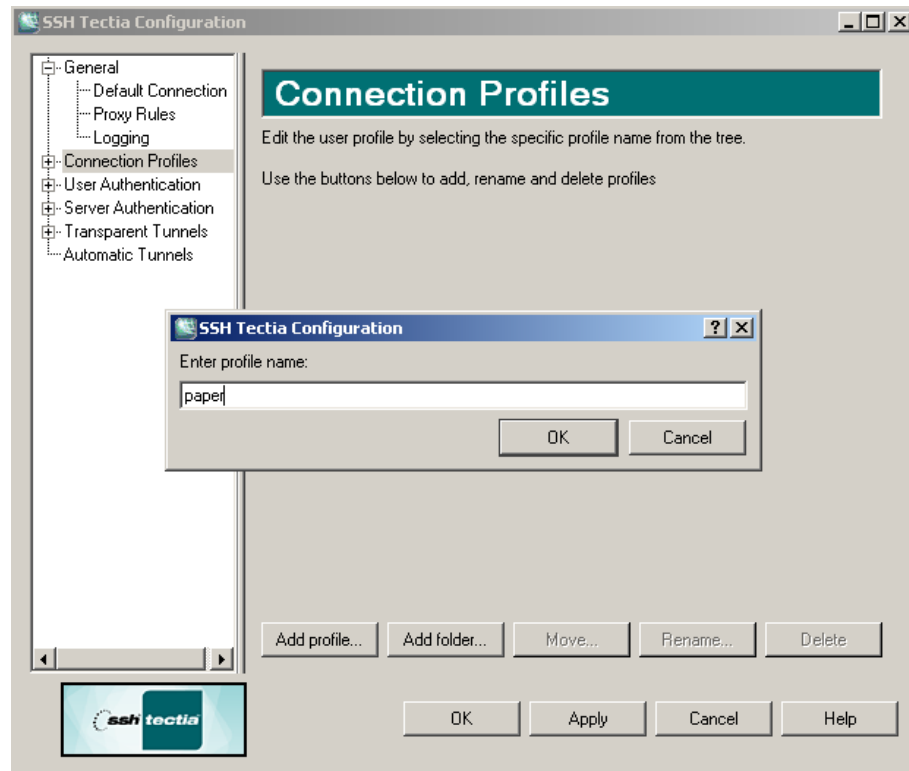 SSH Tectia Configuration
General
Default Connection
Proxy Rules
Logging
Connection Profiles
User Authentication
Server Authentication
Transparent Tunnels
Automatic Tunnels
Connection Profiles
Edit the user profile by selecting the specific profile name from the tree.
Use the buttons below to add, rename and delete profiles
SSH Tectia Configuration
Enter profile name:
paper
OK Cancel
Add profile... Add folder... Move... Rename... Delete
ssh tectia
OK Apply Cancel Help